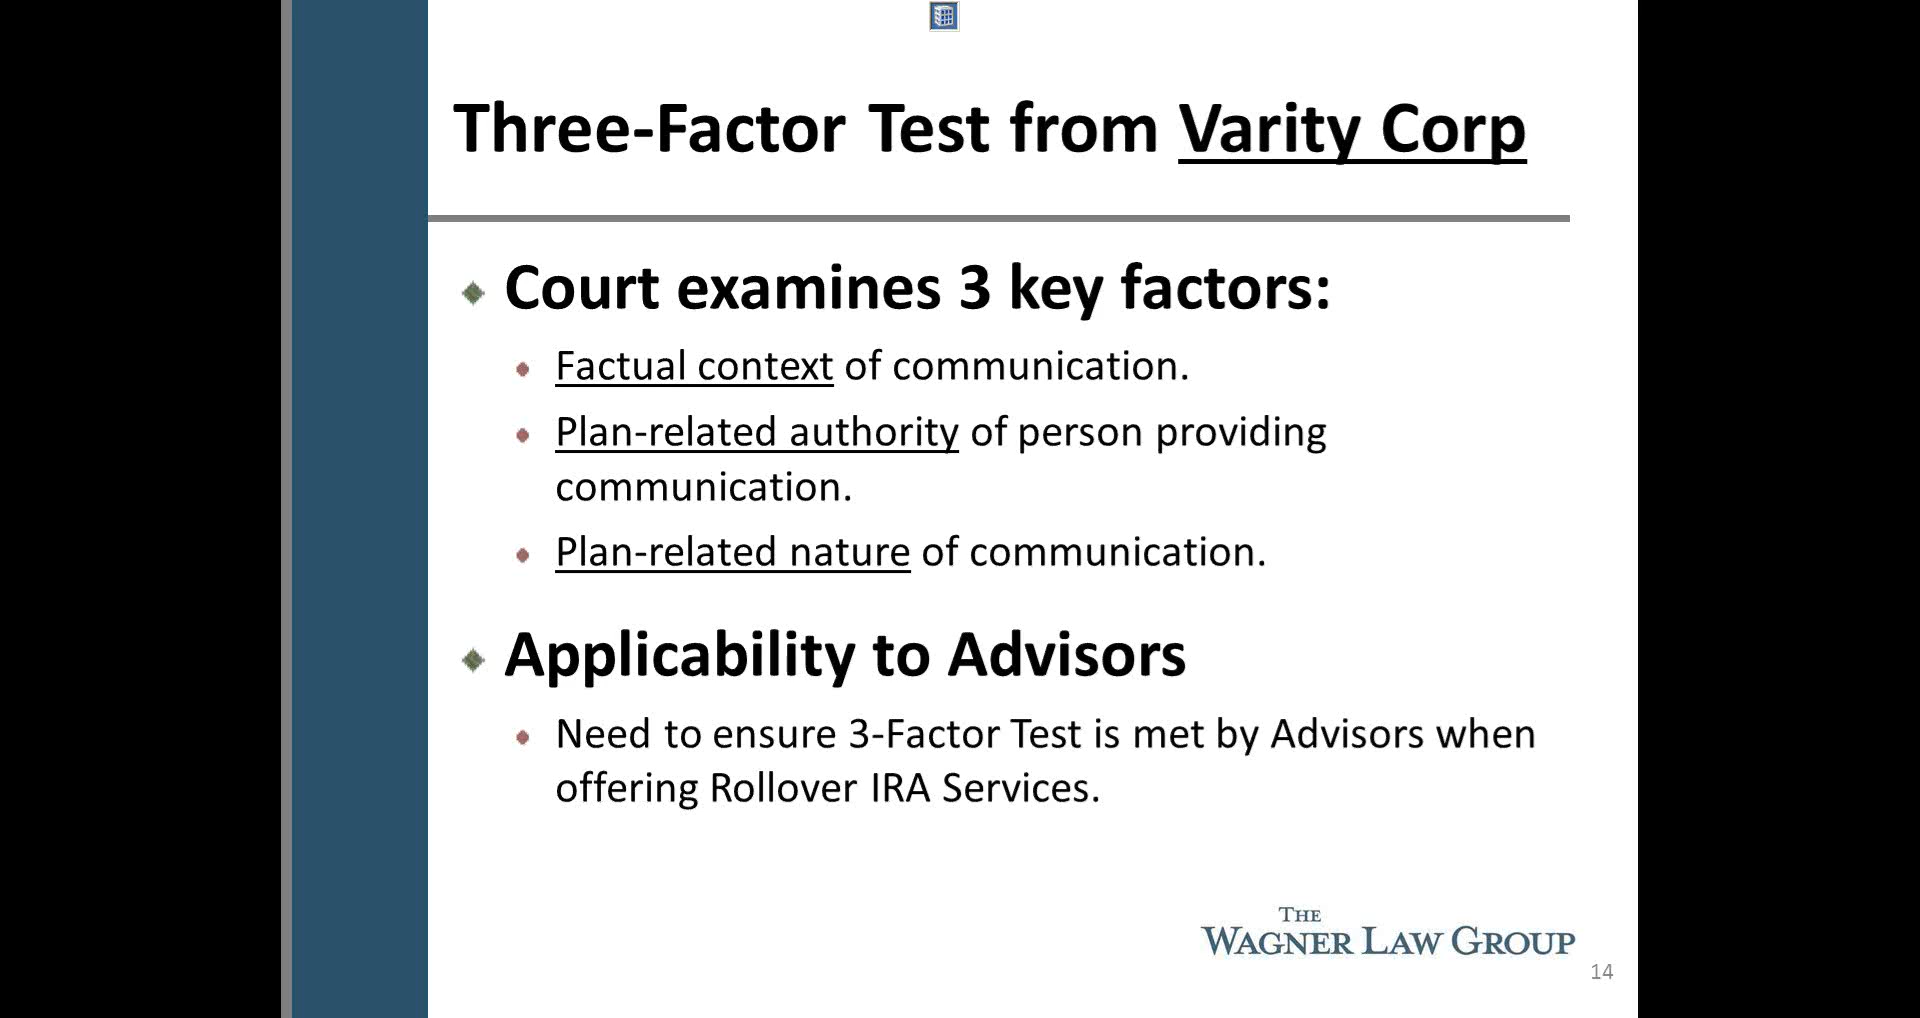 Three-Factor Test from Varity Corp
Court examines 3 key factors:
Factual context of communication.
Plan-related authority of person providing
communication.
Plan-related nature of communication.
Applicability to Advisors
Need to ensure 3-Factor Test is met by Advisors when
offering Rollover IRA Services.
THE
WAGNER LAW GROUP
14